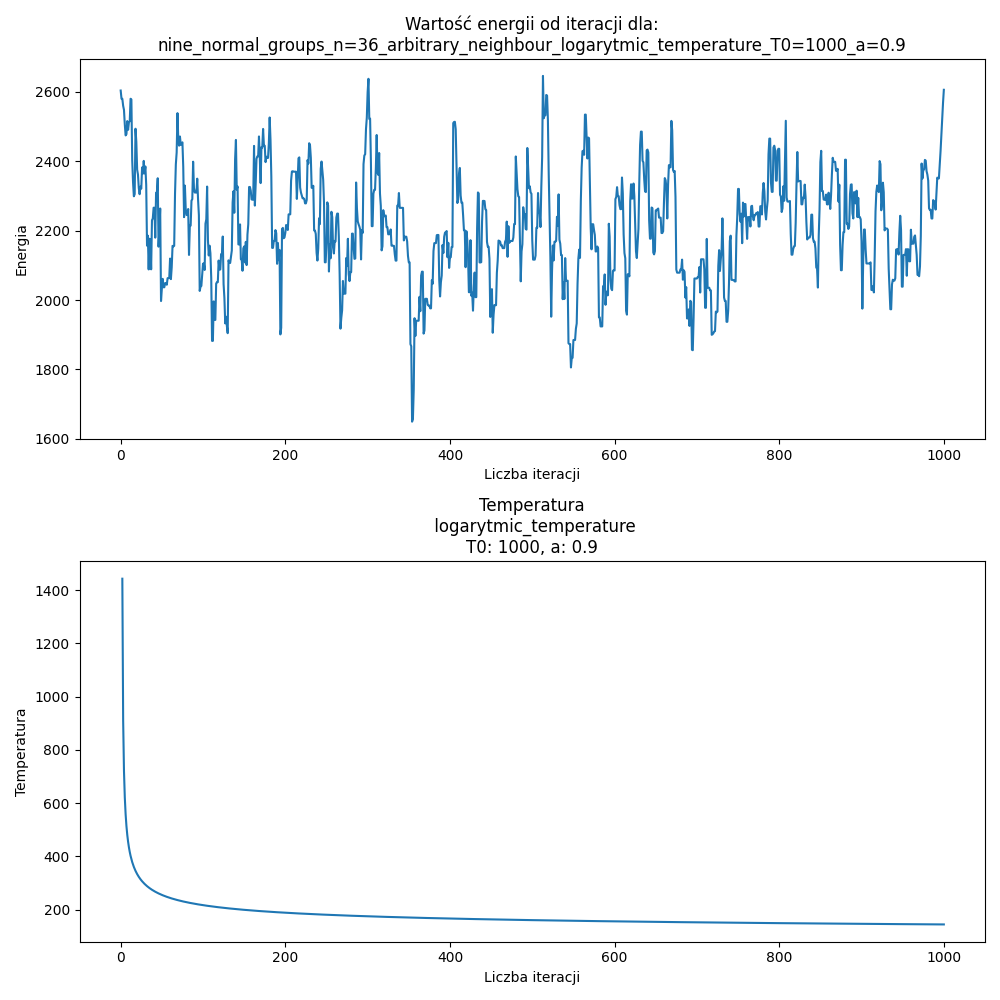 Wartość energii od iteracji dla:
nine_normal_groups_n=36_arbitrary_neighbour_logarytmic_temperature_T0=1000_a=0.9
2600
2400
2200
2000
1800
1600
Energia
0 200 400 600 800 1000
Liczba iteracji
Temperatura
logarytmic_temperature
T0: 1000, a: 0.9
1400
1200
1000
800
600
400
200
Temperatura
0 200 400 600 800 1000
Liczba iteracji